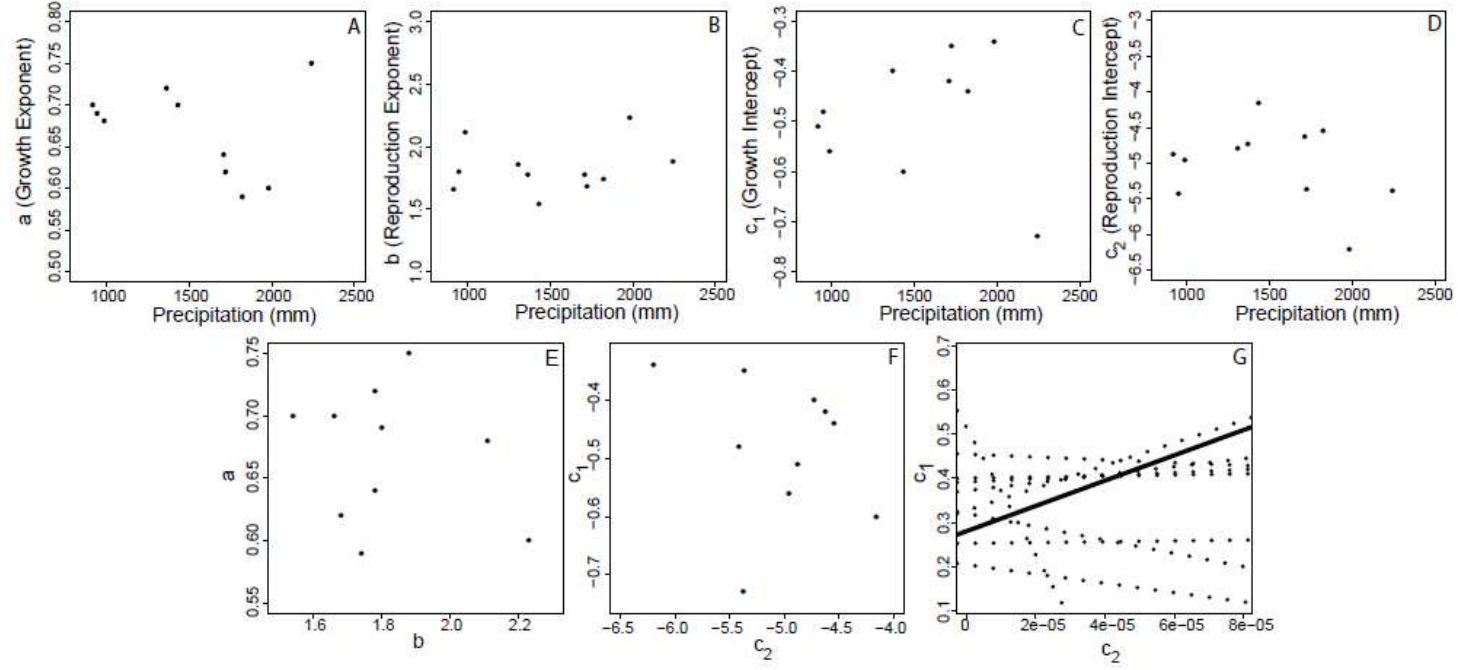 A
a (Growth Exponent)
0.80
0.75
0.70
0.65
0.60
0.55
0.50
1000 1500 2000 2500
Precipitation (mm)
B
b (Reproduction Exponent)
3.0
2.5
2.0
1.5
1.0
1000 1500 2000 2500
Precipitation (mm)
C
c1 (Growth Intercept)
−0.3
−0.4
−0.5
−0.6
−0.7
−0.8
1000 1500 2000 2500
Precipitation (mm)
D
c2 (Reproduction Intercept)
−3
−3.5
−4
−4.5
−5
−5.5
−6
−6.5
1000 1500 2000 2500
Precipitation (mm)
E
a
0.75
0.70
0.65
0.60
0.55
1.6 1.8 2.0 2.2
b
F
c1
−0.4
−0.5
−0.6
−0.7
−6.5 −6.0 −5.5 −5.0 −4.5 −4.0
c2
G
c1
0.7
0.6
0.5
0.4
0.3
0.2
0.1
0 2e−05 4e−05 6e−05 8e−05
c2